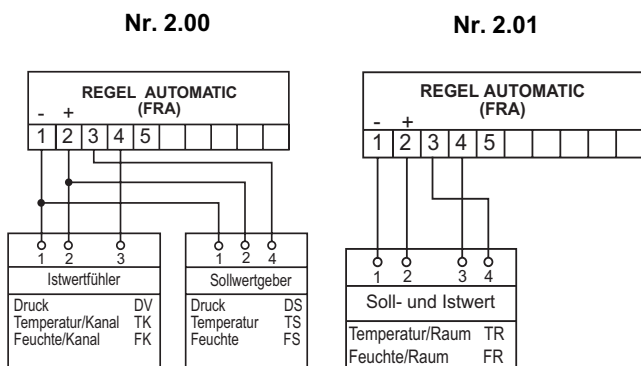 Nr. 2.00
REGEL AUTOMATIC
(FRA)
- +
1 2 3 4 5
1 2 3
Istwertfühler
Druck DV
Temperatur/Kanal TK
Feuchte/Kanal FK
1 2 4
Sollwertgeber
Druck DS
Temperatur TS
Feuchte FS
Nr. 2.01
REGEL AUTOMATIC
(FRA)
- +
1 2 3 4 5
1 2 3 4
Soll- und Istwert
Temperatur/Raum TR
Feuchte/Raum FR